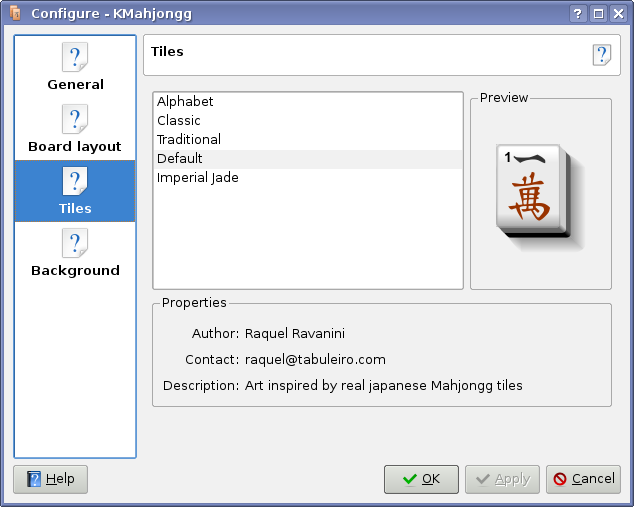 Configure - KMahjongg
General
Board layout
Tiles
Background
Tiles
Alphabet
Classic
Traditional
Default
Imperial Jade
Preview
1
一
萬
Properties
Author: Raquel Ravanini
Contact: raquel@tabuleiro.com
Description: Art inspired by real japanese Mahjongg tiles
Help
OK
Apply
Cancel